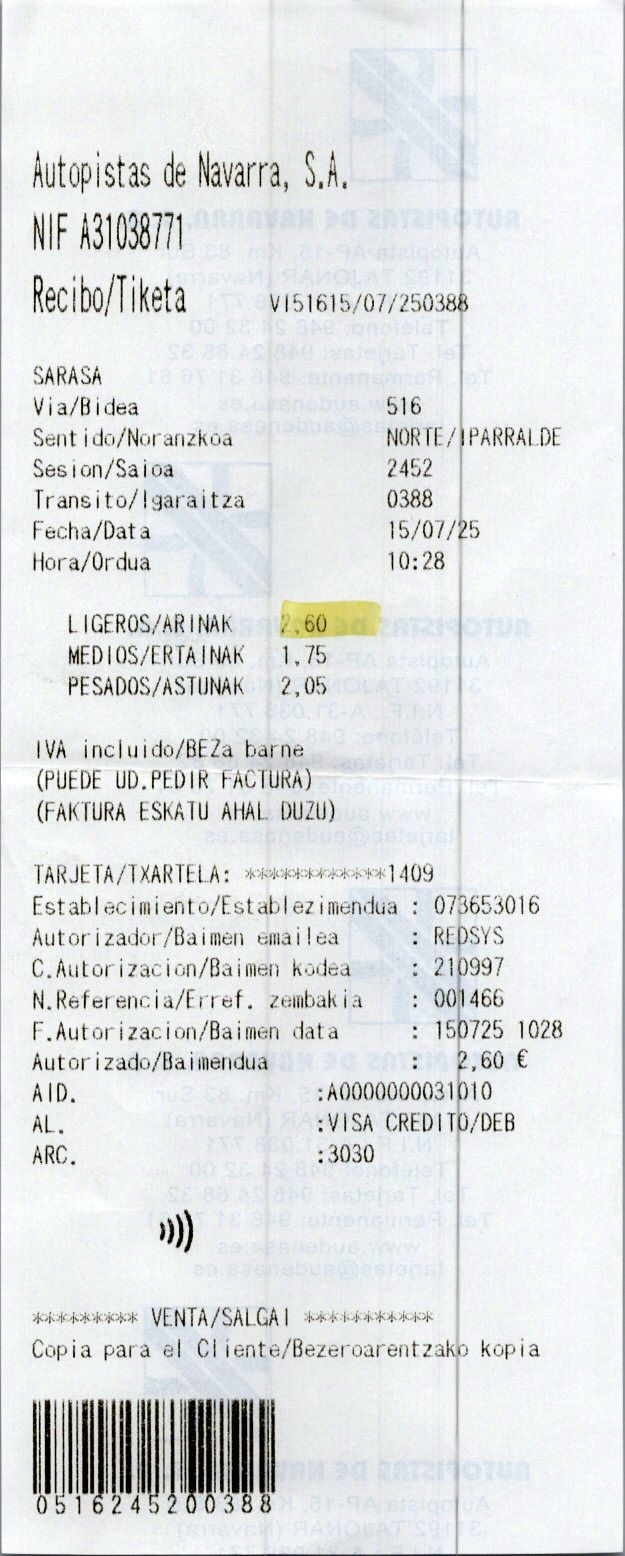 Autopistas de Navarra, S.A.
NIF A31038771
Recibo/Tiketa VI51615/07/250388
SARASA
Via/Bidea 516
Sentido/Noranzkoa NORTE/IPARRALDE
Sesion/Saioa 2452
Transito/Igaraitza 0388
Fecha/Data 15/07/25
Hora/Ordua 10:28
LIGEROS/ARINAK 2,60
MEDIOS/ERTAINAK 1,75
PESADOS/ASTUNAK 2,05
IVA incluido/BEZa barne
(PUEDE UD.PEDIR FACTURA)
(FAKTURA ESKATU AHAL DUZU)
TARJETA/TXARTELA: ************1409
Establecimiento/Establezimendua : 073653016
Autorizador/Baimen emailea : REDSYS
C.Autorizacion/Baimen kodea : 210997
N.Referencia/Erref. zembakia : 001466
F.Autorizacion/Baimen data : 150725 1028
Autorizado/Baimendua : 2,60 €
AID. :A0000000031010
AL. :VISA CREDITO/DEB
ARC. :3030
********* VENTA/SALGAI ***********
Copia para el Cliente/Bezeroarentzako kopia
0516245200388